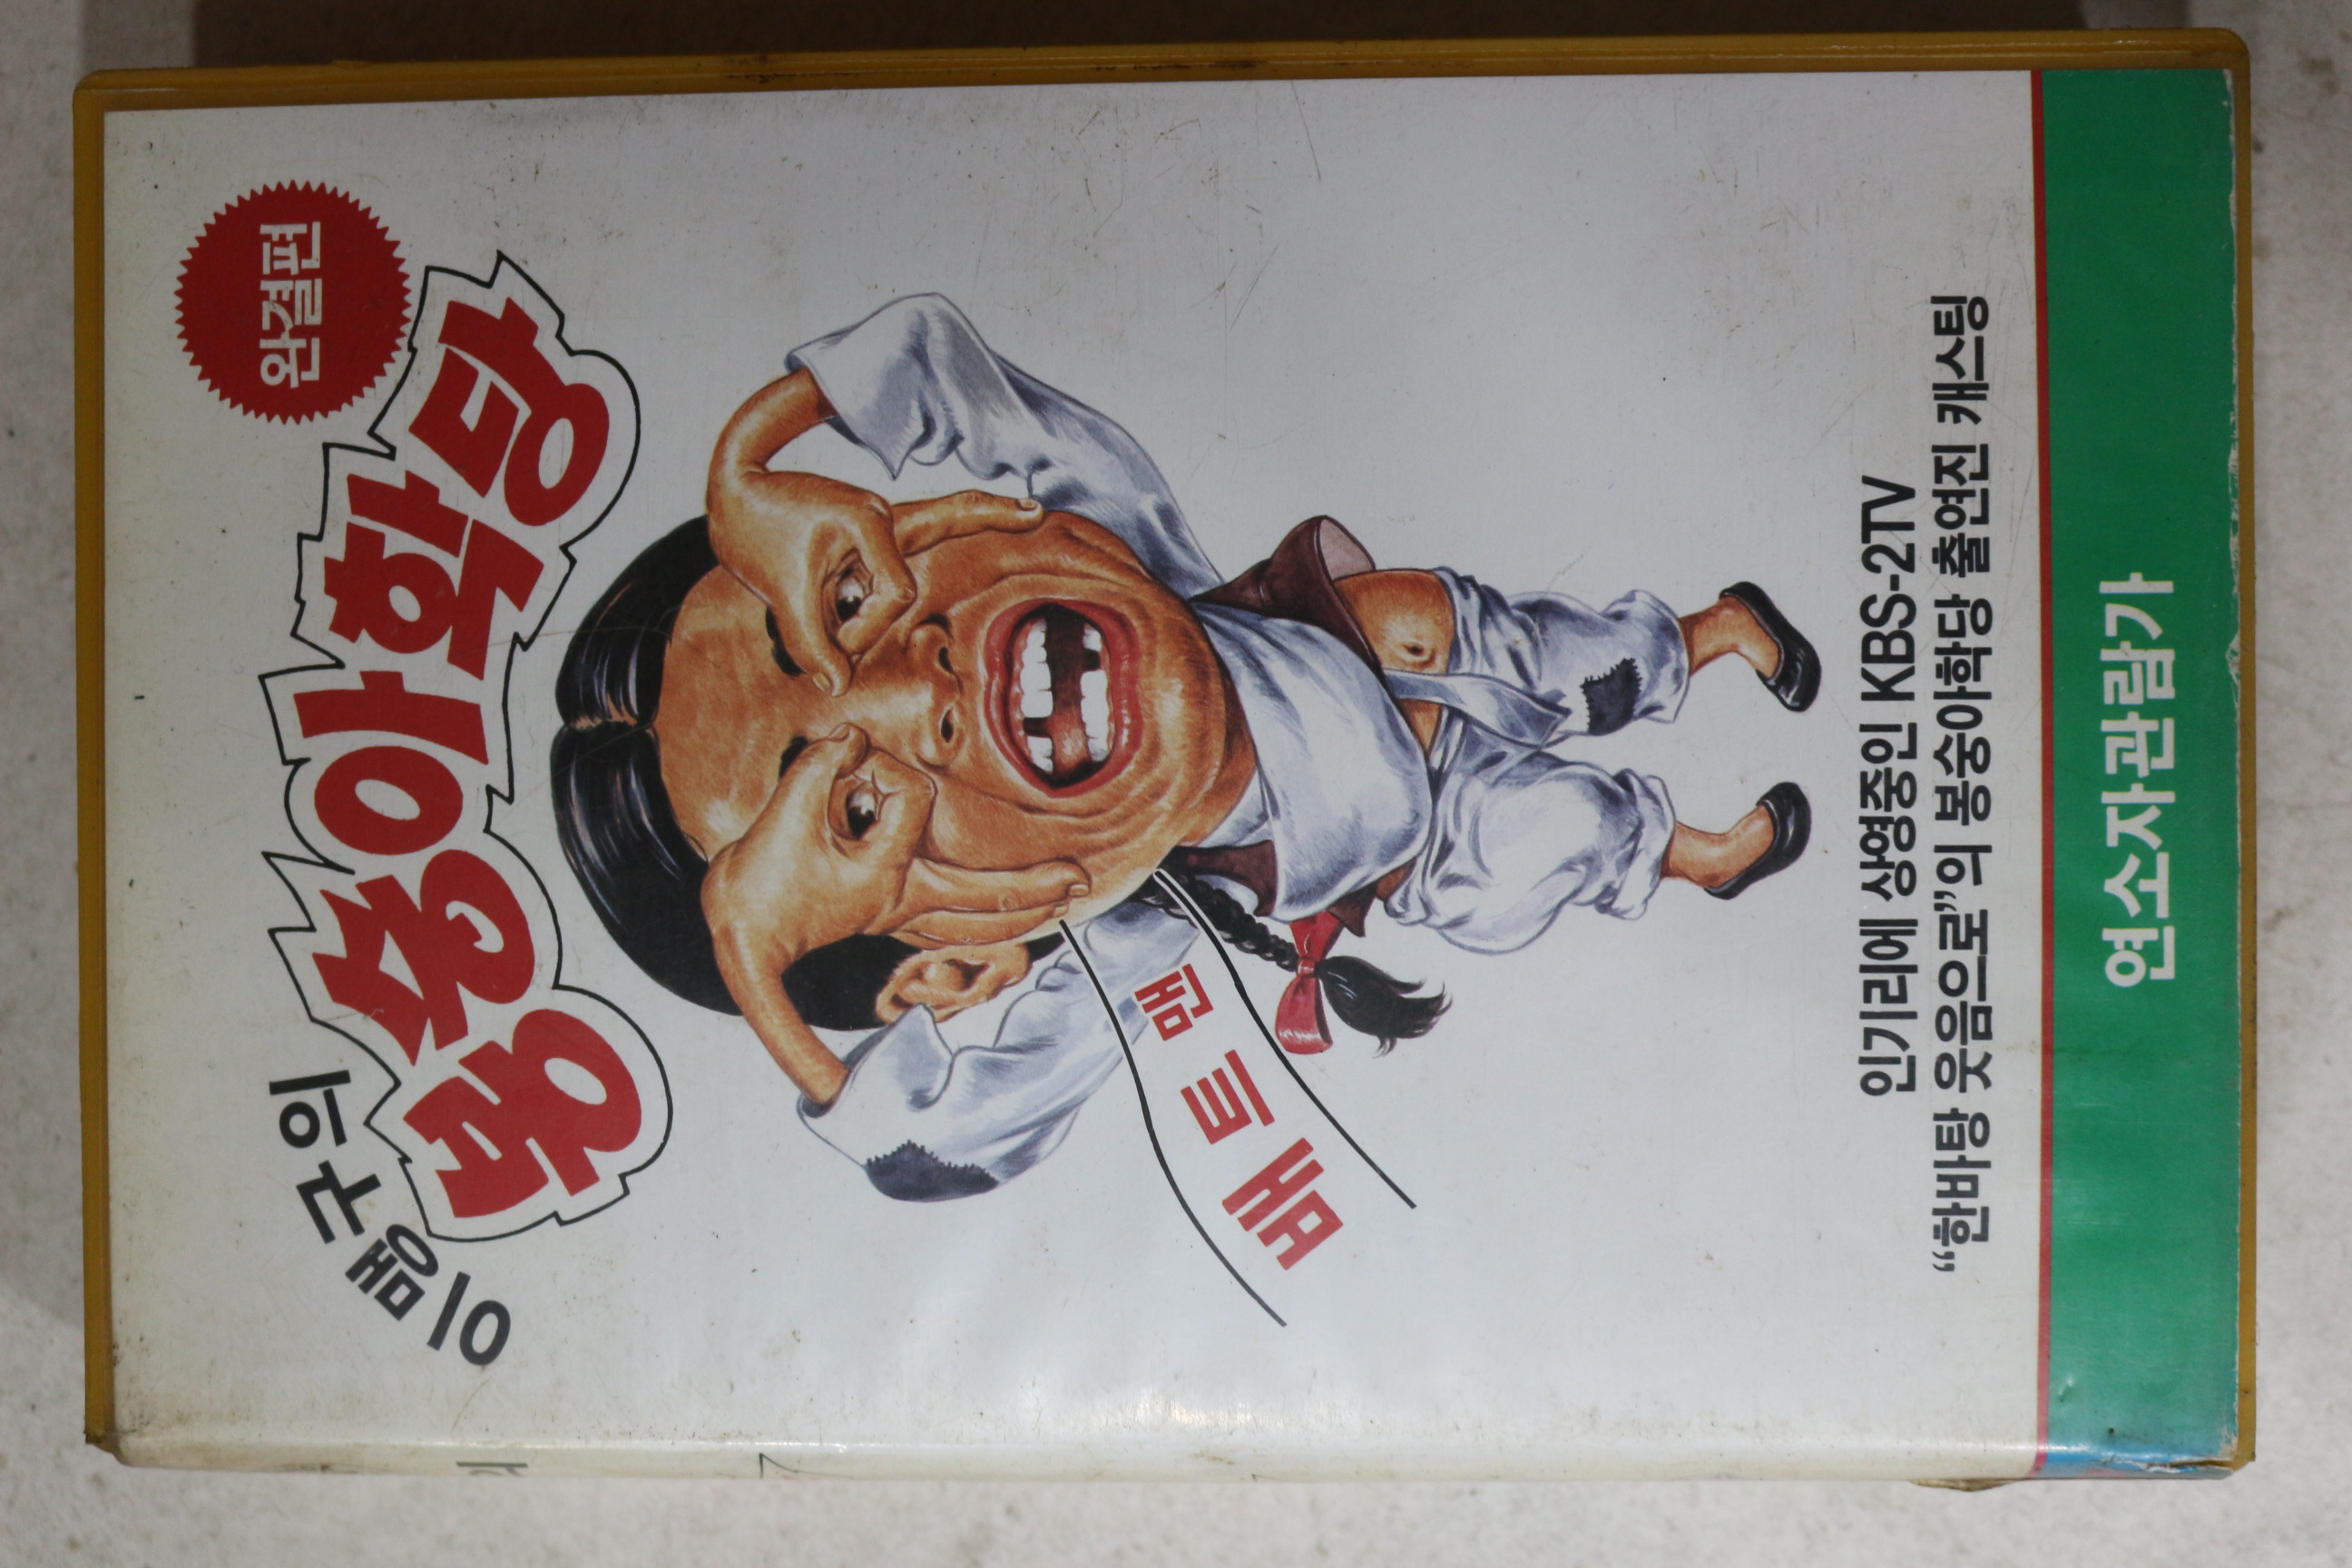 완결편
이뱅구의
봉숭아학당
배트맨
인기리에 상영중인 KBS-2TV
“한바탕 웃음으로”의 봉숭아학당 출연진 캐스팅
연소자관람가